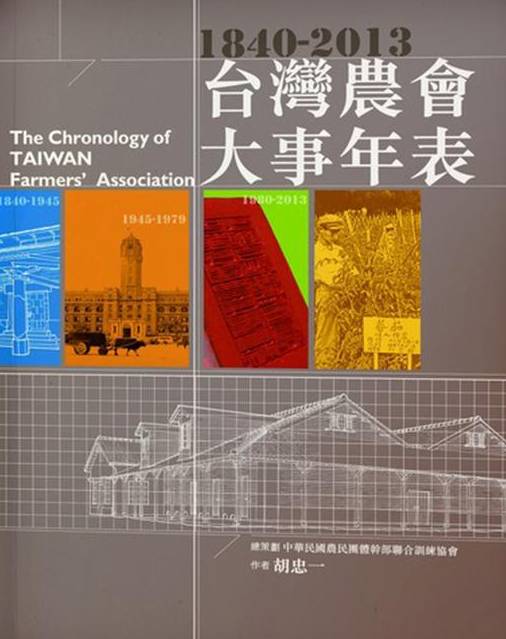 1840-2013
台灣農會
大事年表
The Chronology of
TAIWAN
Farmers' Association
1840-1945
1945-1979
1980-2013
總策劃 中華民國農民團體幹部聯合訓練協會
作者 胡忠一